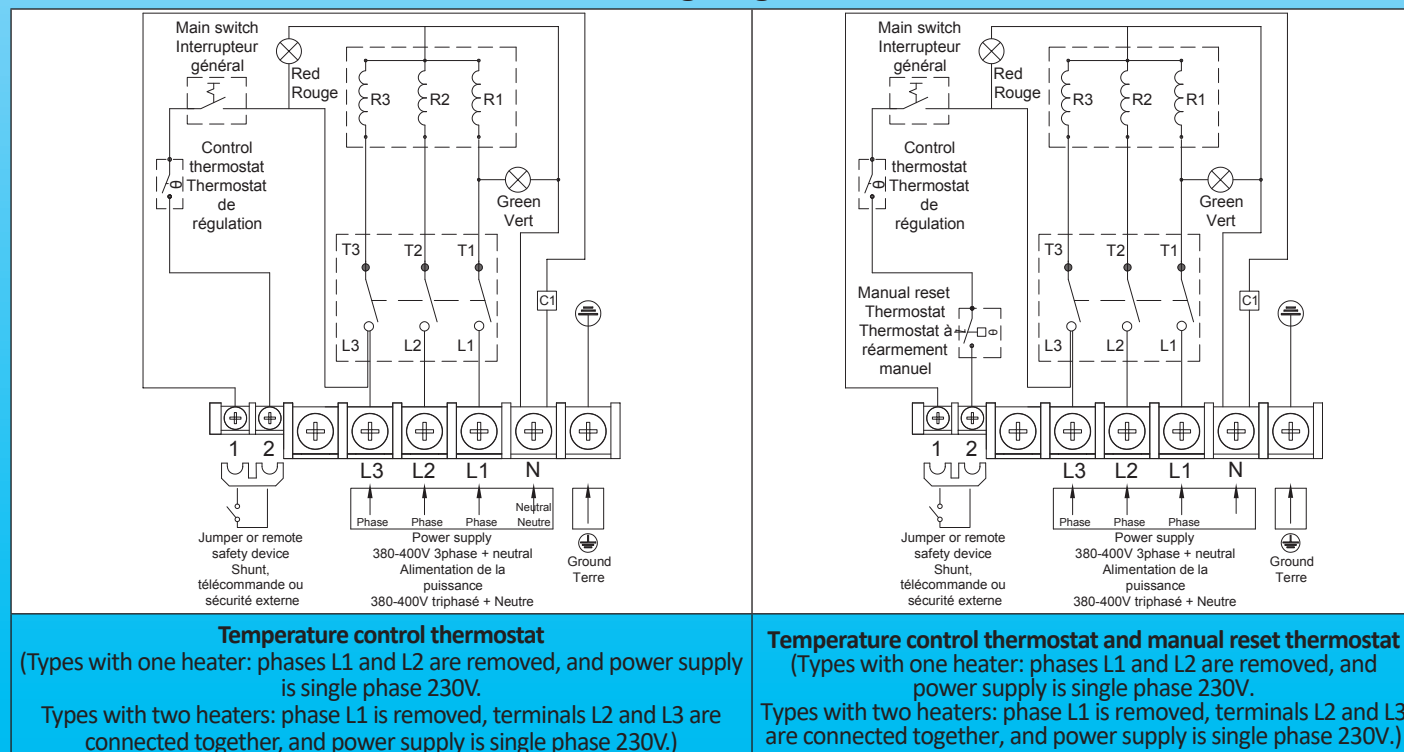 Main switch
Interrupteur
général
Red
Rouge
R3
R2
R1
Control
thermostat
Thermostat
de
régulation
θ
Green
Vert
T3
T2
T1
C1
L3
L2
L1
1
2
L3
L2
L1
N
Phase
Phase
Phase
Neutral
Neutre
Jumper or remote
safety device
Shunt,
télécommande ou
sécurité externe
Power supply
380-400V 3phase + neutral
Alimentation de la
puissance
380-400V triphasé + Neutre
Ground
Terre
Temperature control thermostat
(Types with one heater: phases L1 and L2 are removed, and power supply
is single phase 230V.
Types with two heaters: phase L1 is removed, terminals L2 and L3 are
connected together, and power supply is single phase 230V.)
Main switch
Interrupteur
général
Red
Rouge
R3
R2
R1
Control
thermostat
Thermostat
de
régulation
θ
Green
Vert
T3
T2
T1
C1
Manual reset
Thermostat
Thermostat à
réarmement
manuel
θ
L3
L2
L1
1
2
L3
L2
L1
N
Phase
Phase
Phase
Jumper or remote
safety device
Shunt,
télécommande ou
sécurité externe
Power supply
380-400V 3phase + neutral
Alimentation de la
puissance
380-400V triphasé + Neutre
Ground
Terre
Temperature control thermostat and manual reset thermostat
(Types with one heater: phases L1 and L2 are removed, and
power supply is single phase 230V.
Types with two heaters: phase L1 is removed, terminals L2 and L3
are connected together, and power supply is single phase 230V.)